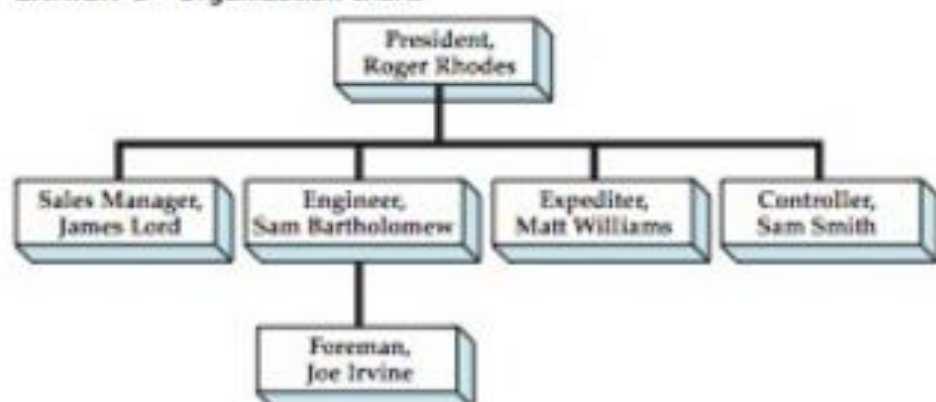 President,
Roger Rhodes
Sales Manager,
James Lord
Engineer,
Sam Bartholomew
Expediter,
Matt Williams
Controller,
Sam Smith
Foreman,
Joe Irvine